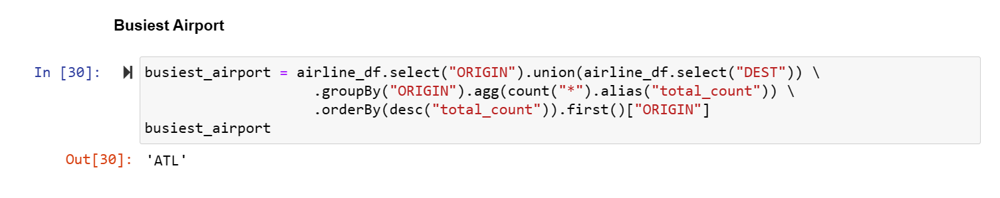 Busiest Airport
In [30]: busiest_airport = airline_df.select("ORIGIN").union(airline_df.select("DEST")) \
.groupBy("ORIGIN").agg(count("*").alias("total_count")) \
.orderBy(desc("total_count")).first()["ORIGIN"]
busiest_airport
Out[30]: 'ATL'